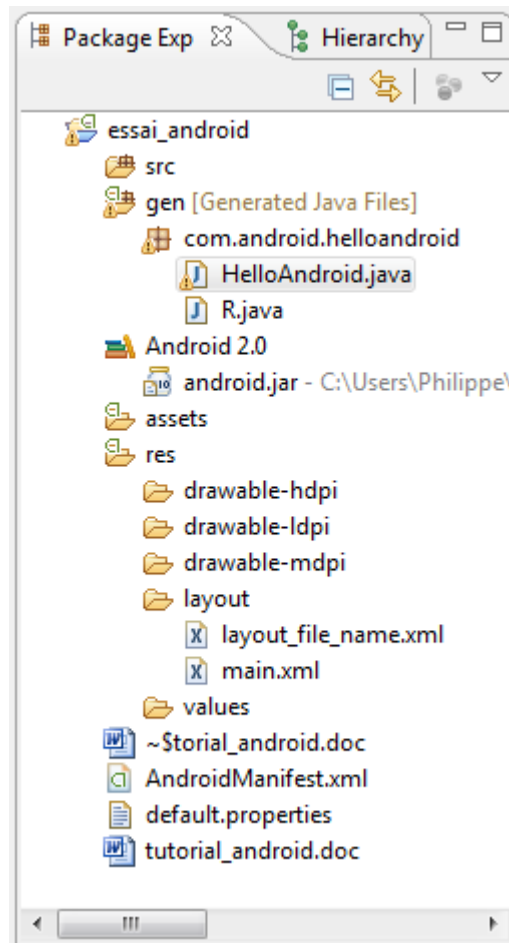 Package Exp Hierarchy
essai_android
src
gen [Generated Java Files]
com.android.helloandroid
HelloAndroid.java
R.java
Android 2.0
android.jar - C:\Users\Philippe\
assets
res
drawable-hdpi
drawable-ldpi
drawable-mdpi
layout
layout_file_name.xml
main.xml
values
~$torial_android.doc
AndroidManifest.xml
default.properties
tutorial_android.doc